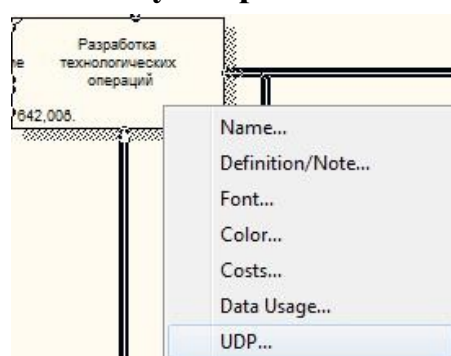 Разработка
технологических
операций
642,00б.
Name...
Definition/Note...
Font...
Color...
Costs...
Data Usage...
UDP...